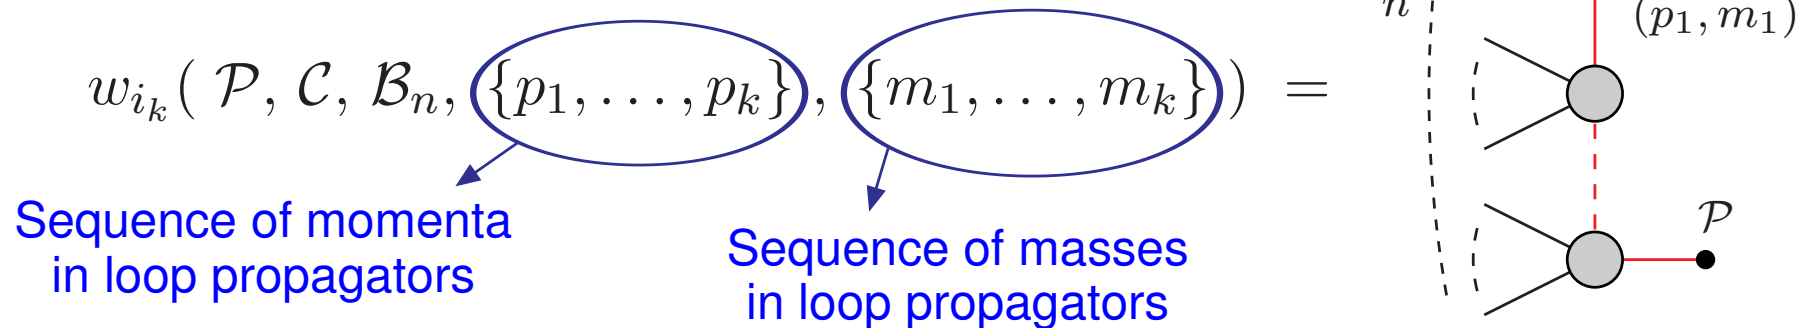 n
(p₁, m₁)
w_{i_k}( 𝒫, 𝒞, ℬₙ, {p₁, . . . , p_k}, {m₁, . . . , m_k}) =
Sequence of momenta
in loop propagators
Sequence of masses
in loop propagators
𝒫